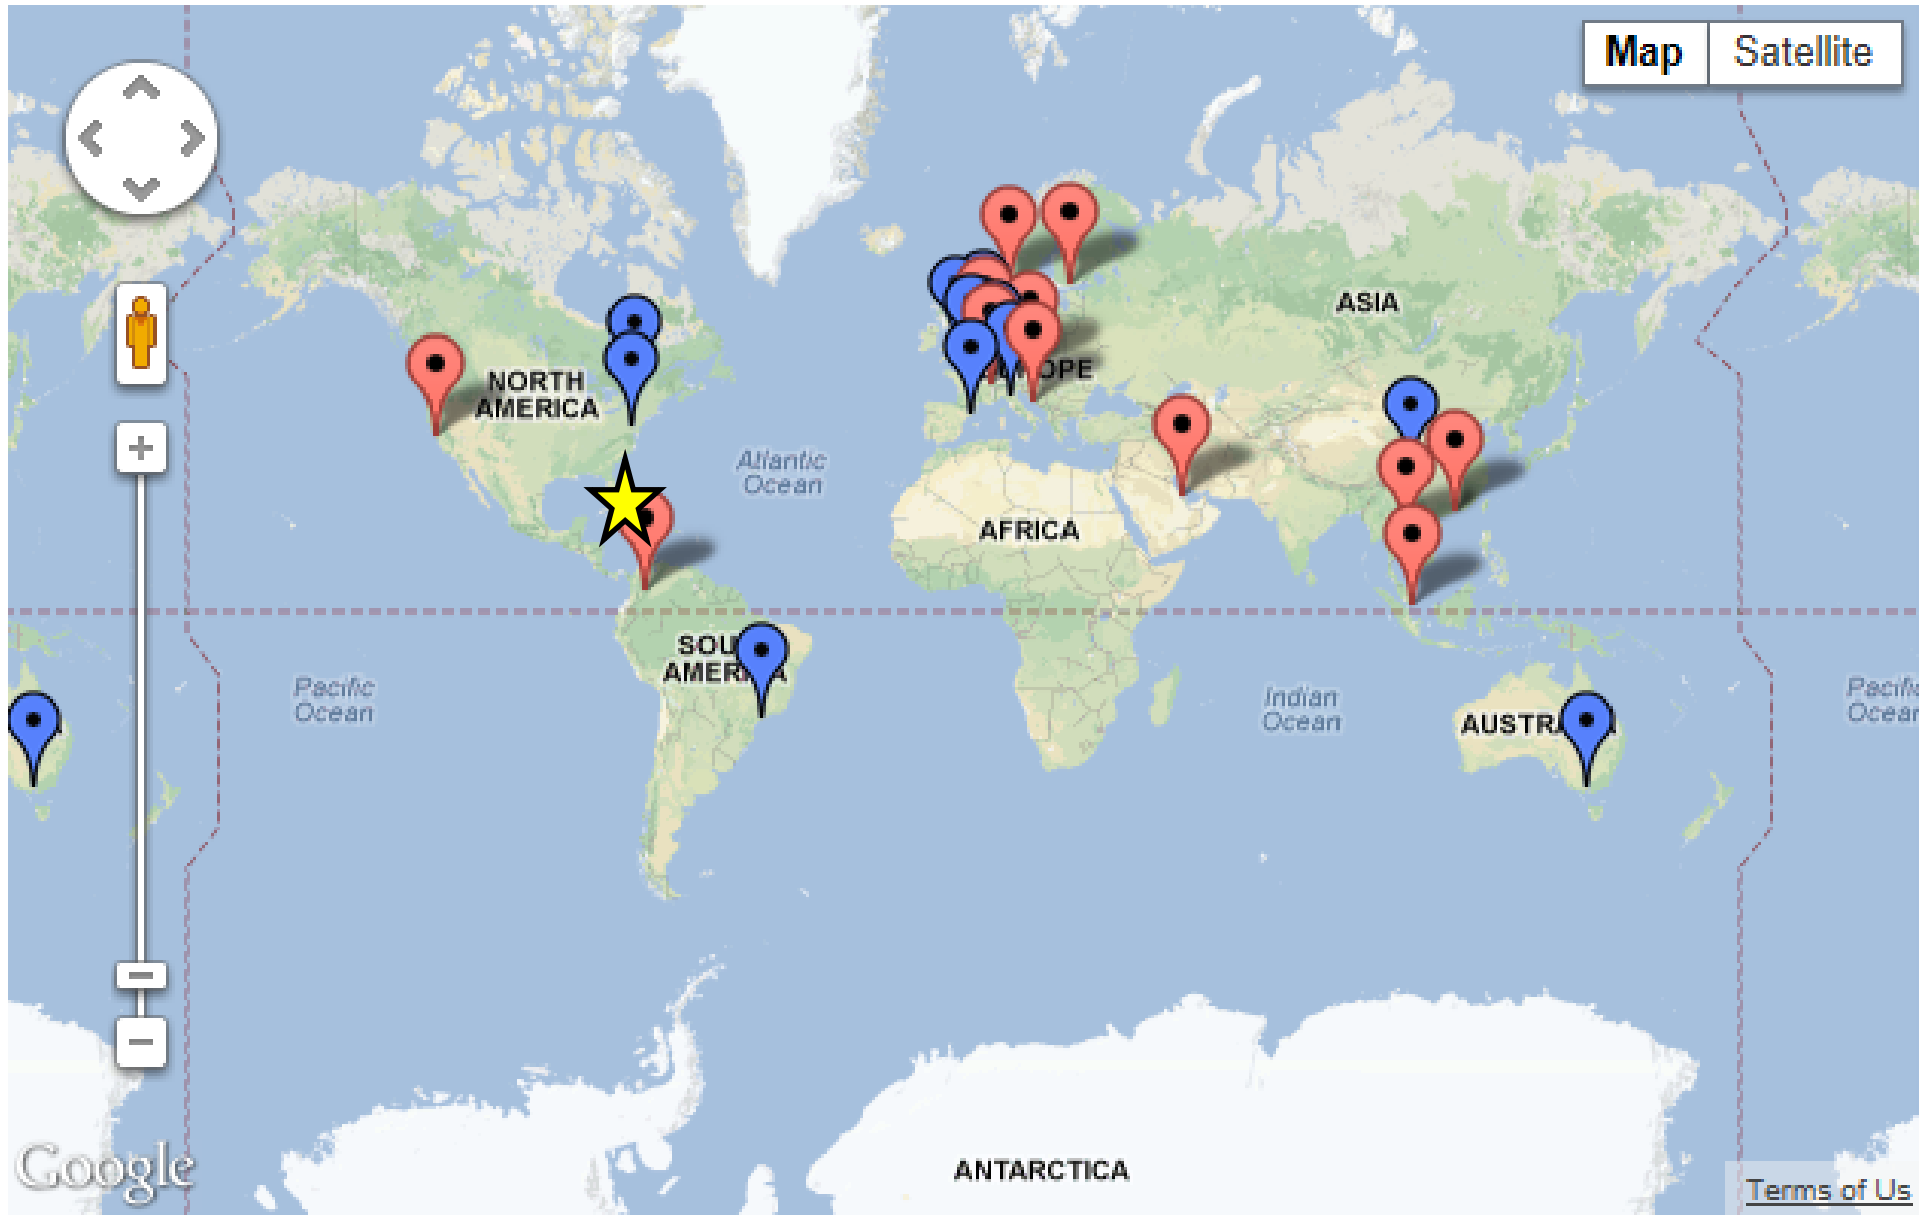 Map Satellite
ASIA
NORTH
AMERICA
Atlantic
Ocean
AFRICA
Pacific
Ocean
Indian
Ocean
Pacific
Ocean
ANTARCTICA
Google
Terms of Us